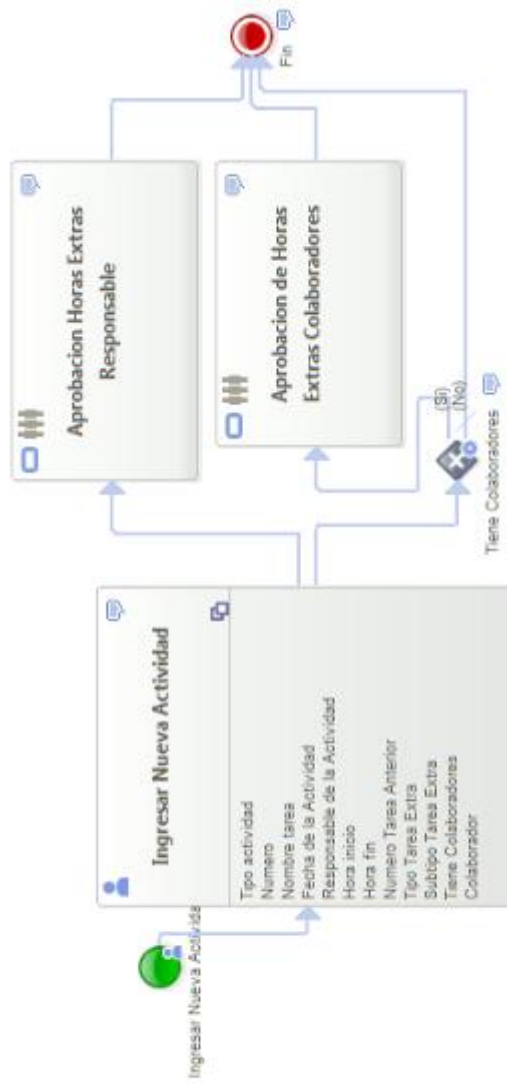 Ingresar Nueva Activida
Ingresar Nueva Actividad
Tipo actividad
Numero
Nombre tarea
Fecha de la Actividad
Responsable de la Actividad
Hora inicio
Hora fin
Numero Tarea Anterior
Tipo Tarea Extra
Subtipo Tarea Extra
Tiene Colaboradores
Colaborador
Aprobacion Horas Extras
Responsable
Aprobacion de Horas
Extras Colaboradores
Tiene Colaboradores
(Si)
(No)
Fin